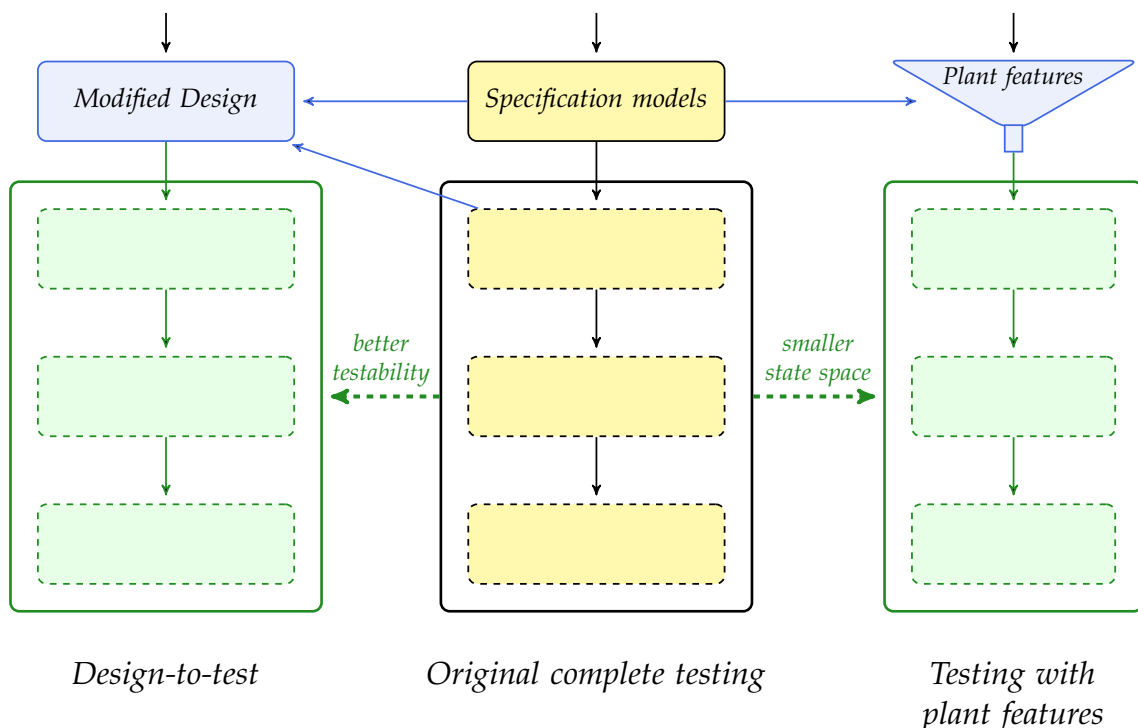 Modified Design
Specification models
Plant features
better
testability
smaller
state space
Design-to-test
Original complete testing
Testing with
plant features